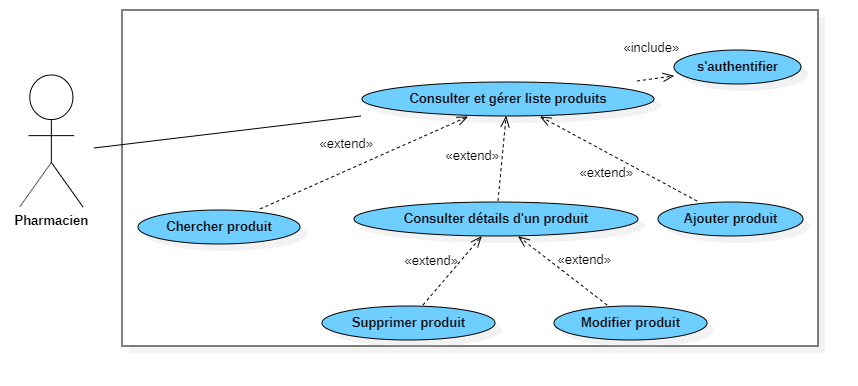 «include»
s'authentifier
Consulter et gérer liste produits
«extend»
«extend»
«extend»
Pharmacien
Chercher produit
Consulter détails d'un produit
Ajouter produit
«extend»
«extend»
Supprimer produit
Modifier produit